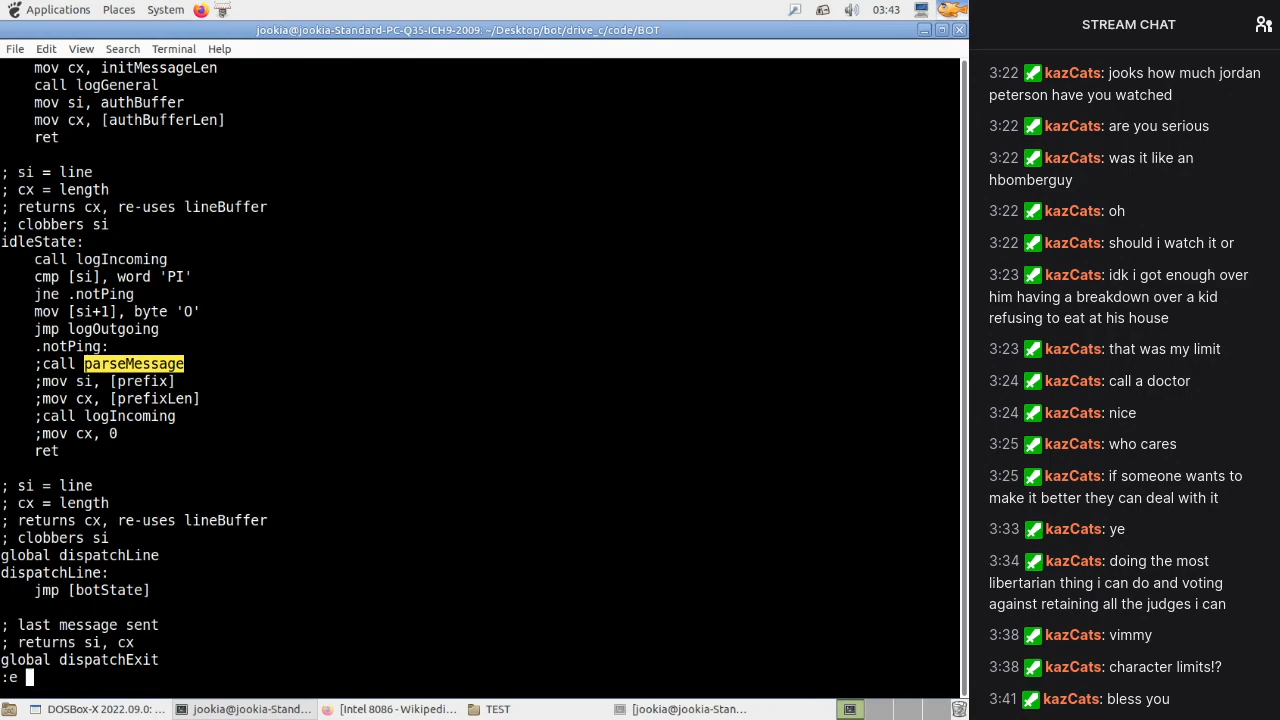 Applications Places System 03:43
jookia@jookia-Standard-PC-Q35-ICH9-2009: ~/Desktop/bot/drive_c/code/BOT
File Edit View Search Terminal Help
mov cx, initMessageLen
call logGeneral
mov si, authBuffer
mov cx, [authBufferLen]
ret
; si = line
; cx = length
; returns cx, re-uses lineBuffer
; clobbers si
idleState:
call logIncoming
cmp [si], word 'PI'
jne .notPing
mov [si+1], byte 'O'
jmp logOutgoing
.notPing:
;call parseMessage
;mov si, [prefix]
;mov cx, [prefixLen]
;call logIncoming
;mov cx, 0
ret
; si = line
; cx = length
; returns cx, re-uses lineBuffer
; clobbers si
global dispatchLine
dispatchLine:
jmp [botState]
; last message sent
; returns si, cx
global dispatchExit
:e
DOSBox-X 2022.09.0: ... jookia@jookia-Stand... [Intel 8086 - Wikipedi... TEST [jookia@jookia-Stan...
STREAM CHAT
3:22 kazCats: jooks how much jordan
peterson have you watched
3:22 kazCats: are you serious
3:22 kazCats: was it like an
hbomberguy
3:22 kazCats: oh
3:22 kazCats: should i watch it or
3:23 kazCats: idk i got enough over
him having a breakdown over a kid
refusing to eat at his house
3:23 kazCats: that was my limit
3:24 kazCats: call a doctor
3:24 kazCats: nice
3:25 kazCats: who cares
3:25 kazCats: if someone wants to
make it better they can deal with it
3:33 kazCats: ye
3:34 kazCats: doing the most
libertarian thing i can do and voting
against retaining all the judges i can
3:38 kazCats: vimmy
3:38 kazCats: character limits!?
3:41 kazCats: bless you